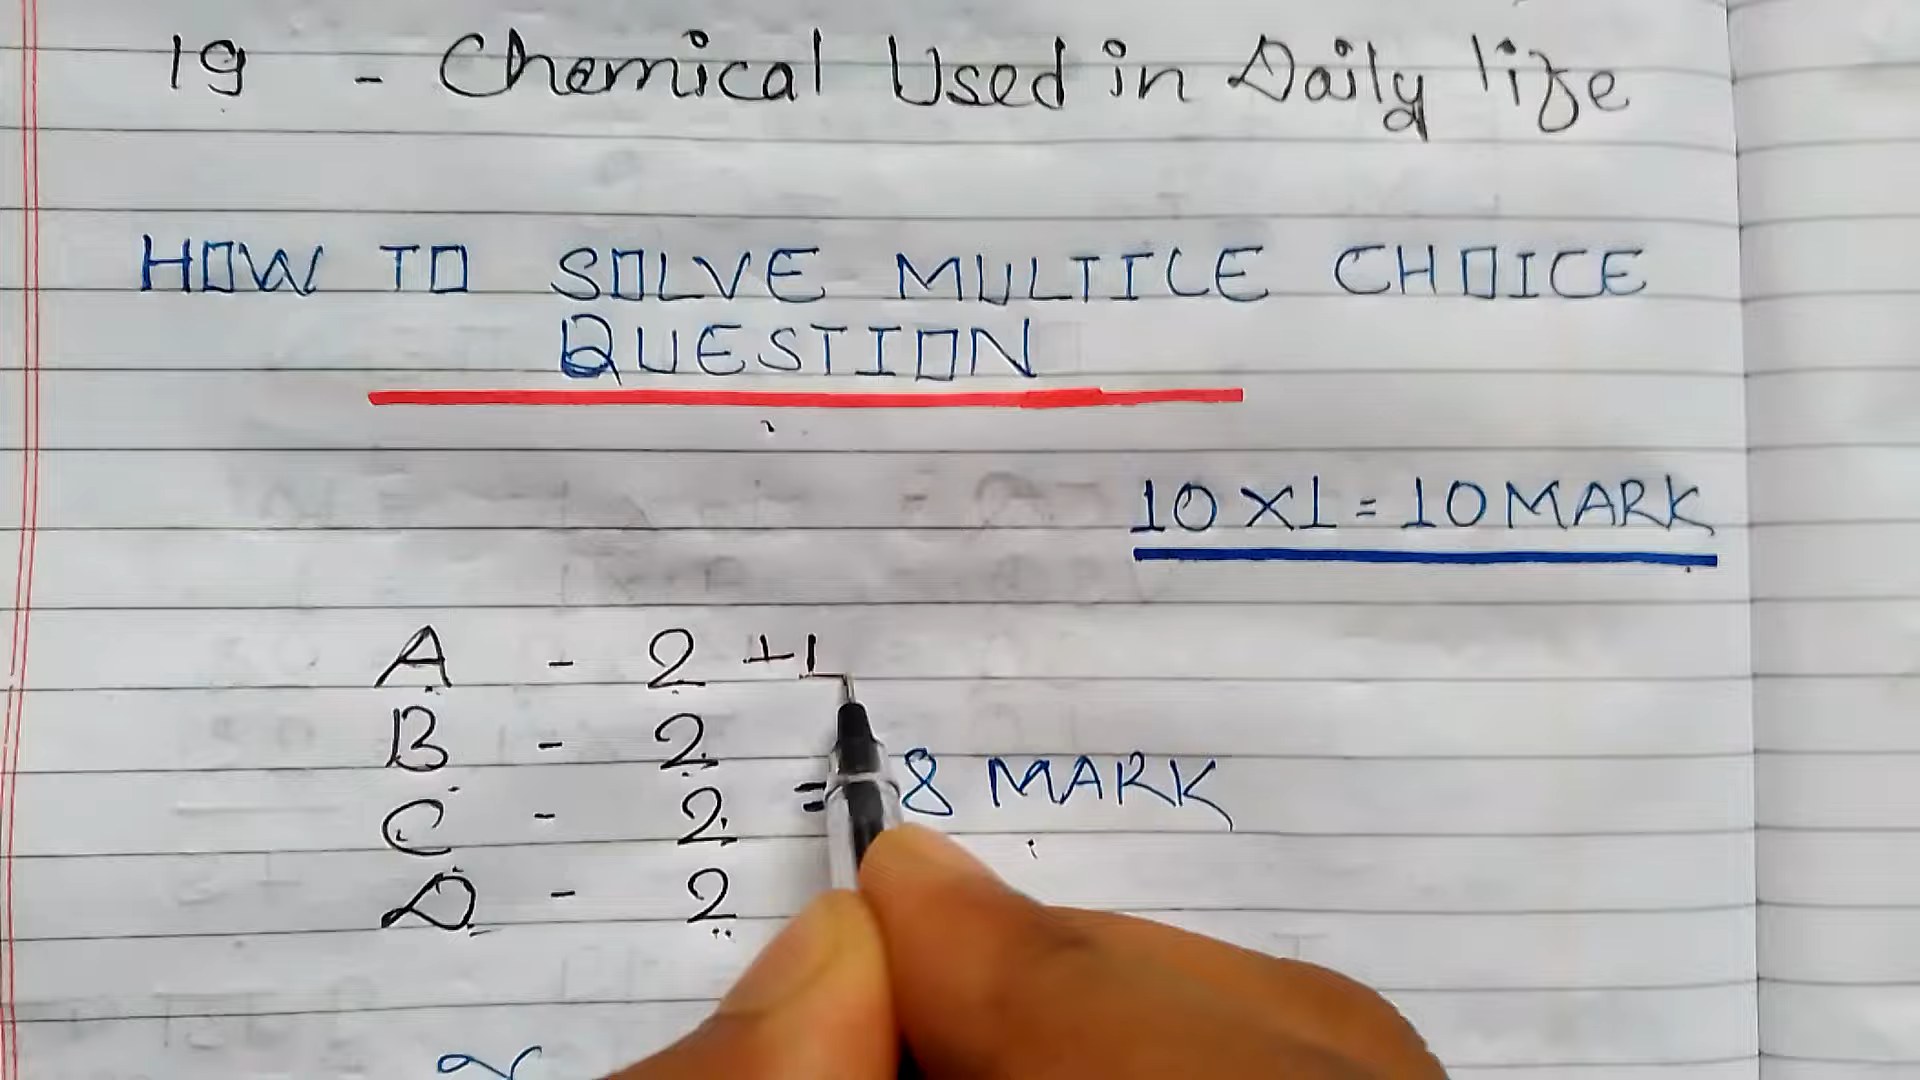 19 - Chemical Used in Daily life
HOW TO SOLVE MULTICE CHOICE
QUESTION
10 X 1 = 10 MARK
A - 2 +1
B - 2
= 8 MARK
C - 2
D - 2